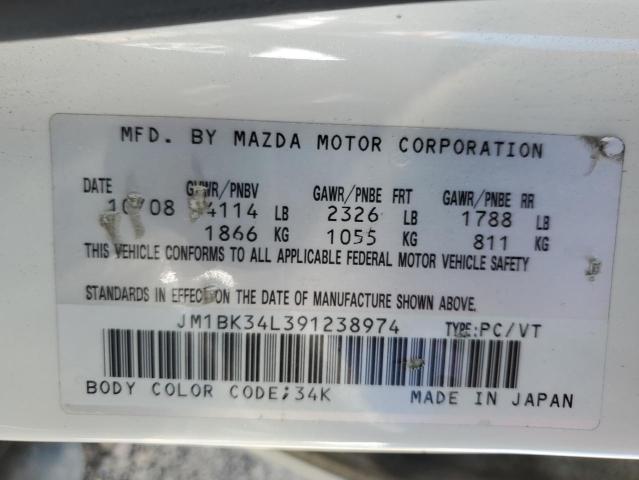 MFD. BY MAZDA MOTOR CORPORATION
DATE GVWR/PNBV GAWR/PNBE FRT GAWR/PNBE RR
10/08 4114 LB 2326 LB 1788 LB
1866 KG 1055 KG 811 KG
THIS VEHICLE CONFORMS TO ALL APPLICABLE FEDERAL MOTOR VEHICLE SAFETY
STANDARDS IN EFFECT ON THE DATE OF MANUFACTURE SHOWN ABOVE.
JM1BK34L391238974 TYPE:PC/VT
BODY COLOR CODE;34K MADE IN JAPAN